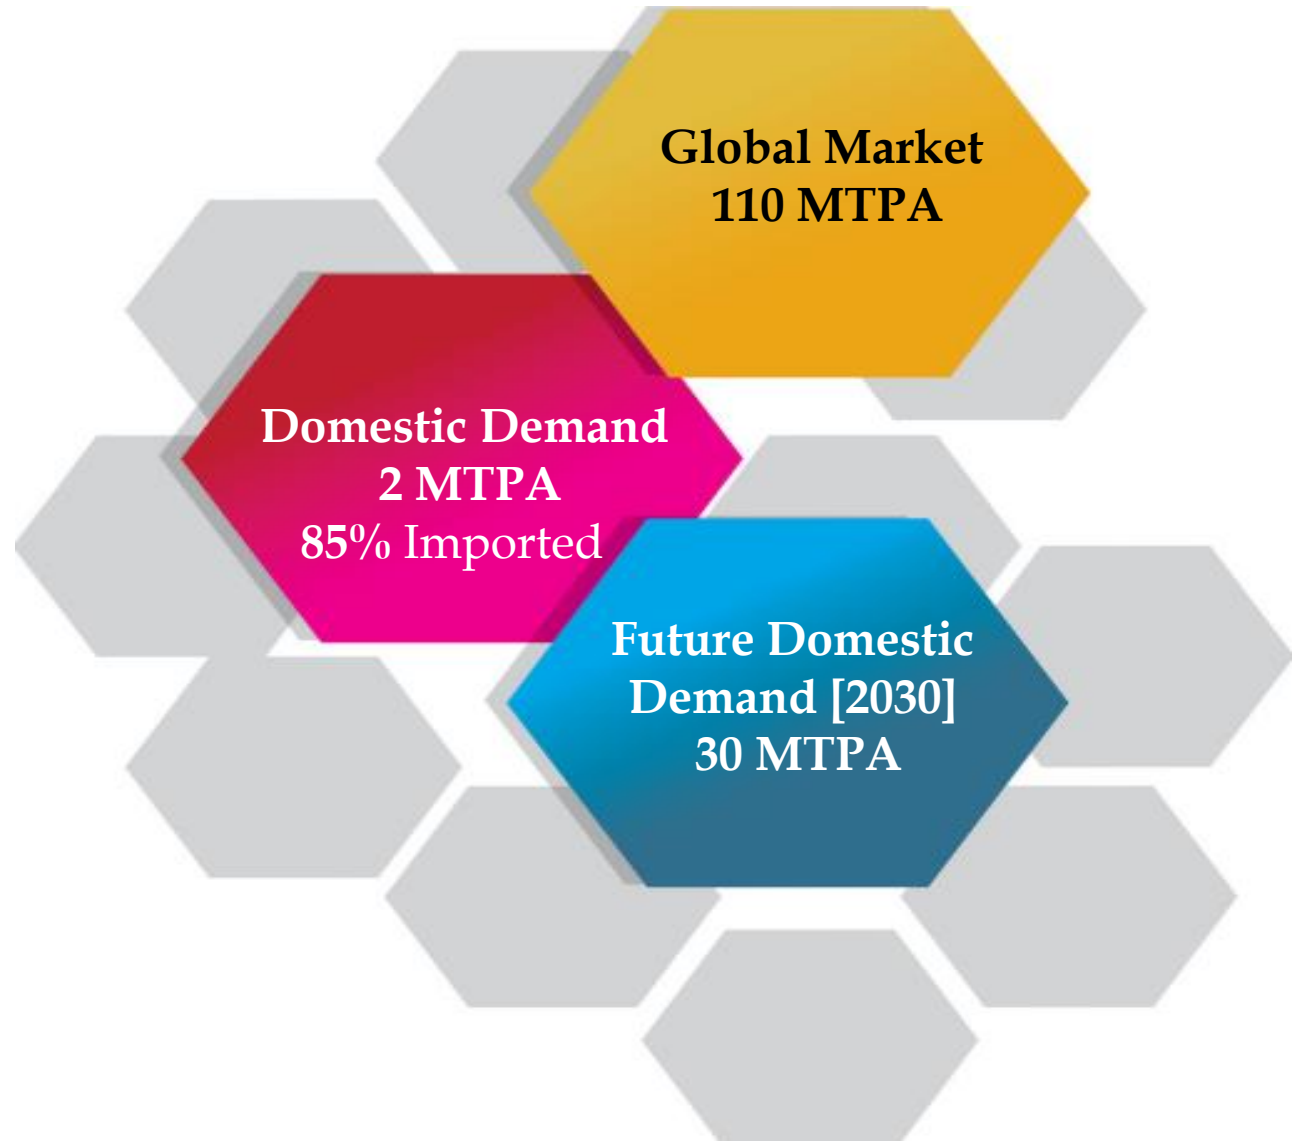 Global Market
110 MTPA
Domestic Demand
2 MTPA
85% Imported
Future Domestic
Demand [2030]
30 MTPA